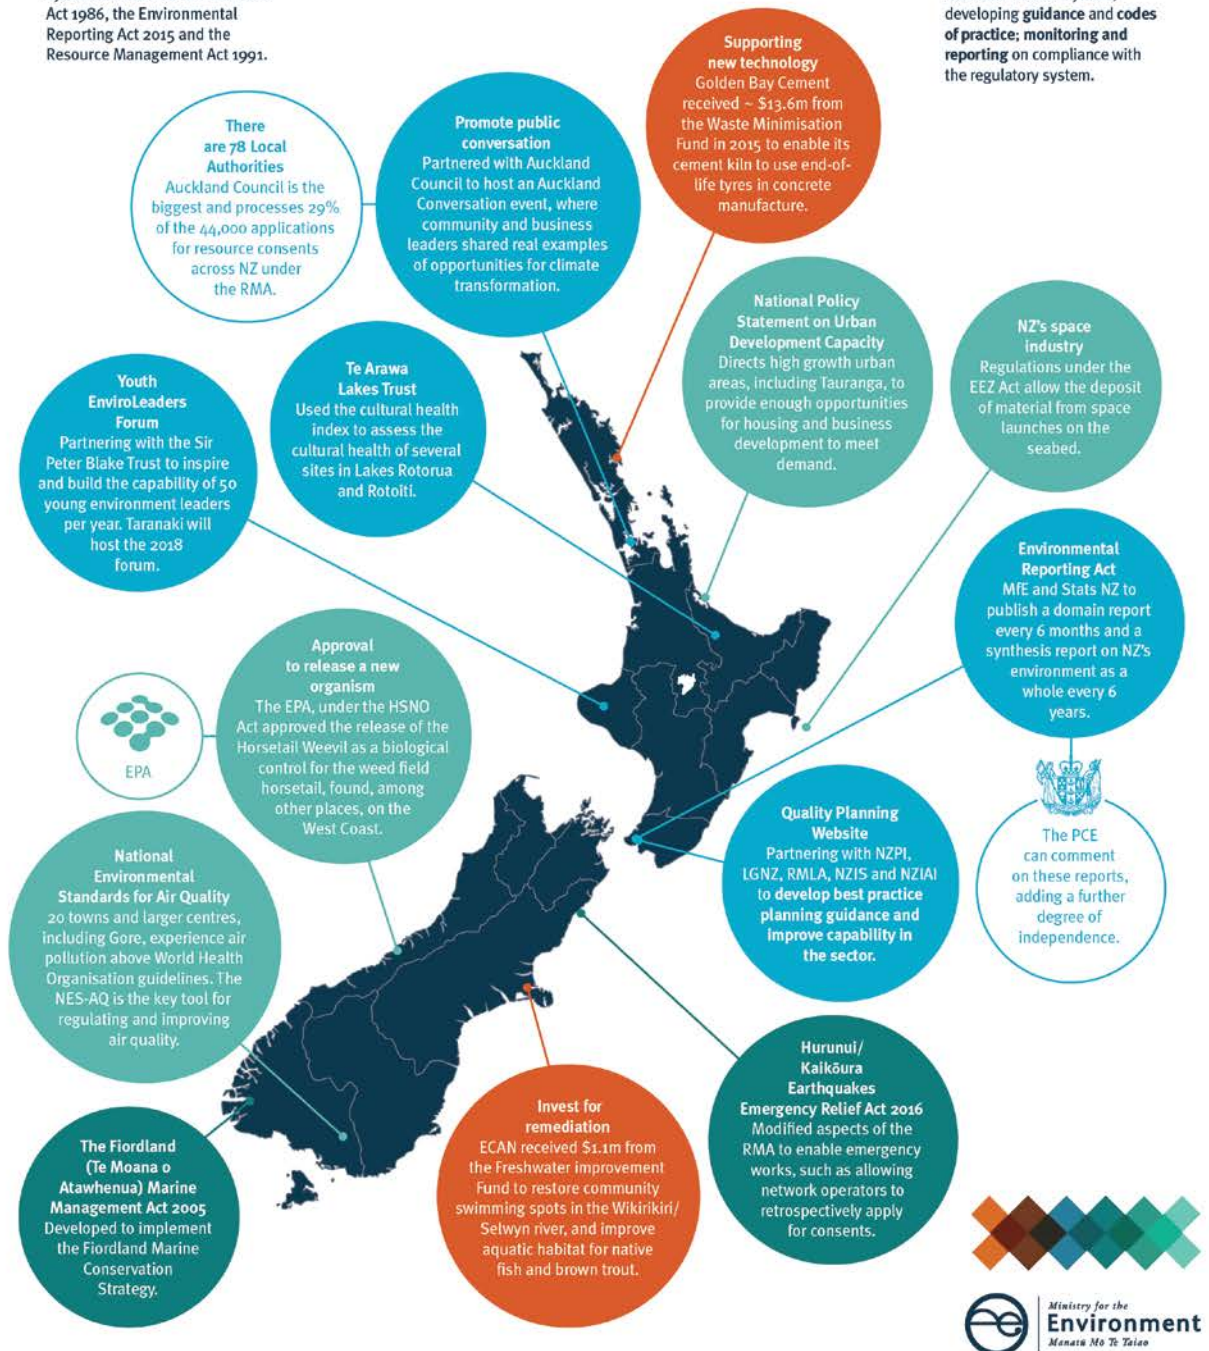 Act 1986, the Environmental
Reporting Act 2015 and the
Resource Management Act 1991.
developing guidance and codes
of practice; monitoring and
reporting on compliance with
the regulatory system.
Supporting
new technology
Golden Bay Cement
received ~ $13.6m from
the Waste Minimisation
Fund in 2015 to enable its
cement kiln to use end-of-
life tyres in concrete
manufacture.
There
are 78 Local
Authorities
Auckland Council is the
biggest and processes 29%
of the 44,000 applications
for resource consents
across NZ under
the RMA.
Promote public
conversation
Partnered with Auckland
Council to host an Auckland
Conversation event, where
community and business
leaders shared real examples
of opportunities for climate
transformation.
National Policy
Statement on Urban
Development Capacity
Directs high growth urban
areas, including Tauranga, to
provide enough opportunities
for housing and business
development to meet
demand.
NZ's space
industry
Regulations under the
EEZ Act allow the deposit
of material from space
launches on the
seabed.
Youth
EnviroLeaders
Forum
Partnering with the Sir
Peter Blake Trust to inspire
and build the capability of 50
young environment leaders
per year. Taranaki will
host the 2018
forum.
Te Arawa
Lakes Trust
Used the cultural health
index to assess the
cultural health of several
sites in Lakes Rotorua
and Rotoiti.
Environmental
Reporting Act
MfE and Stats NZ to
publish a domain report
every 6 months and a
synthesis report on NZ's
environment as a
whole every 6
years.
Approval
to release a new
organism
The EPA, under the HSNO
Act approved the release of the
Horsetail Weevil as a biological
control for the weed field
horsetail, found, among
other places, on the
West Coast.
EPA
Quality Planning
Website
Partnering with NZPI,
LGNZ, RMLA, NZIS and NZIAI
to develop best practice
planning guidance and
improve capability in
the sector.
The PCE
can comment
on these reports,
adding a further
degree of
independence.
National
Environmental
Standards for Air Quality
20 towns and larger centres,
including Gore, experience air
pollution above World Health
Organisation guidelines. The
NES-AQ is the key tool for
regulating and improving
air quality.
Hurunui/
Kaikōura
Earthquakes
Emergency Relief Act 2016
Modified aspects of the
RMA to enable emergency
works, such as allowing
network operators to
retrospectively apply
for consents.
Invest for
remediation
ECAN received $1.1m from
the Freshwater improvement
Fund to restore community
swimming spots in the Wikirikiri/
Selwyn river, and improve
aquatic habitat for native
fish and brown trout.
The Fiordland
(Te Moana o
Atawhenua) Marine
Management Act 2005
Developed to implement
the Fiordland Marine
Conservation
Strategy.
Ministry for the
Environment
Manatū Mō Te Taiao